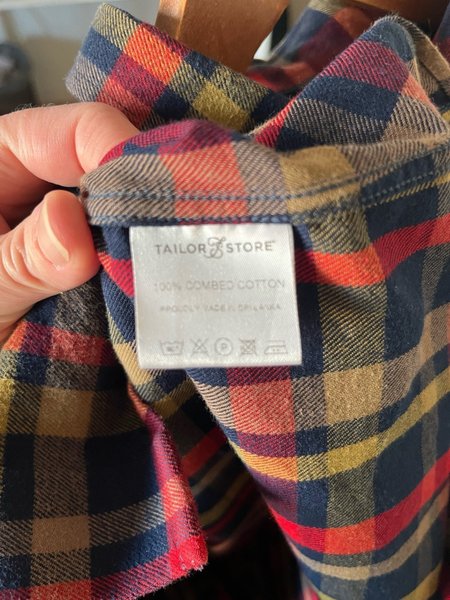 TAILOR STORE
100% COMBED COTTON
PROUDLY MADE IN SRI LANKA